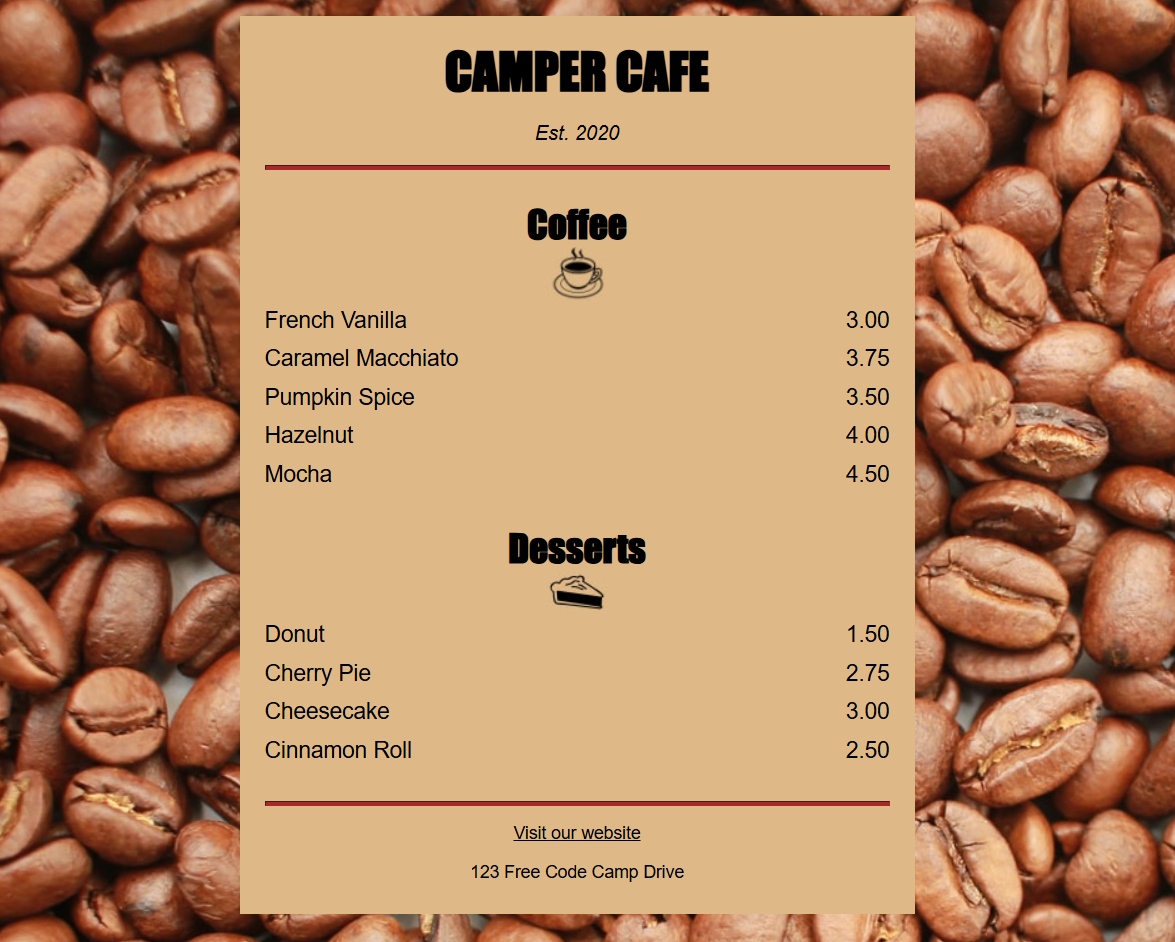 CAMPER CAFE
Est. 2020
Coffee
French Vanilla 3.00
Caramel Macchiato 3.75
Pumpkin Spice 3.50
Hazelnut 4.00
Mocha 4.50
Desserts
Donut 1.50
Cherry Pie 2.75
Cheesecake 3.00
Cinnamon Roll 2.50
Visit our website
123 Free Code Camp Drive